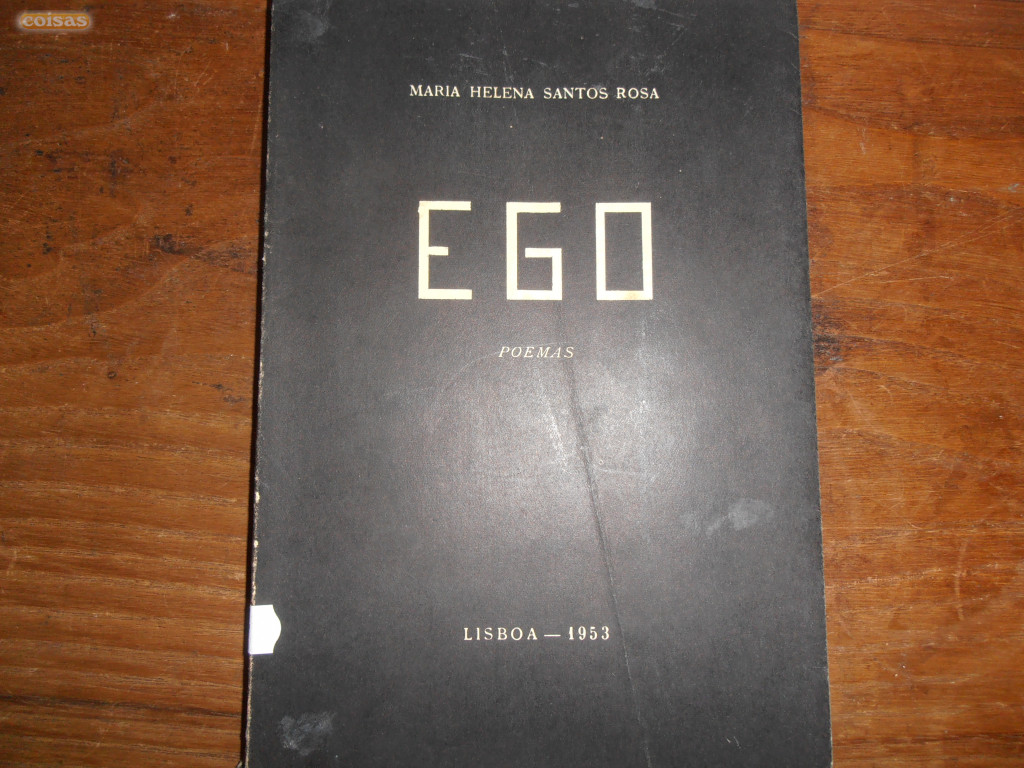 coisas
MARIA HELENA SANTOS ROSA
EGO
POEMAS
LISBOA — 1953